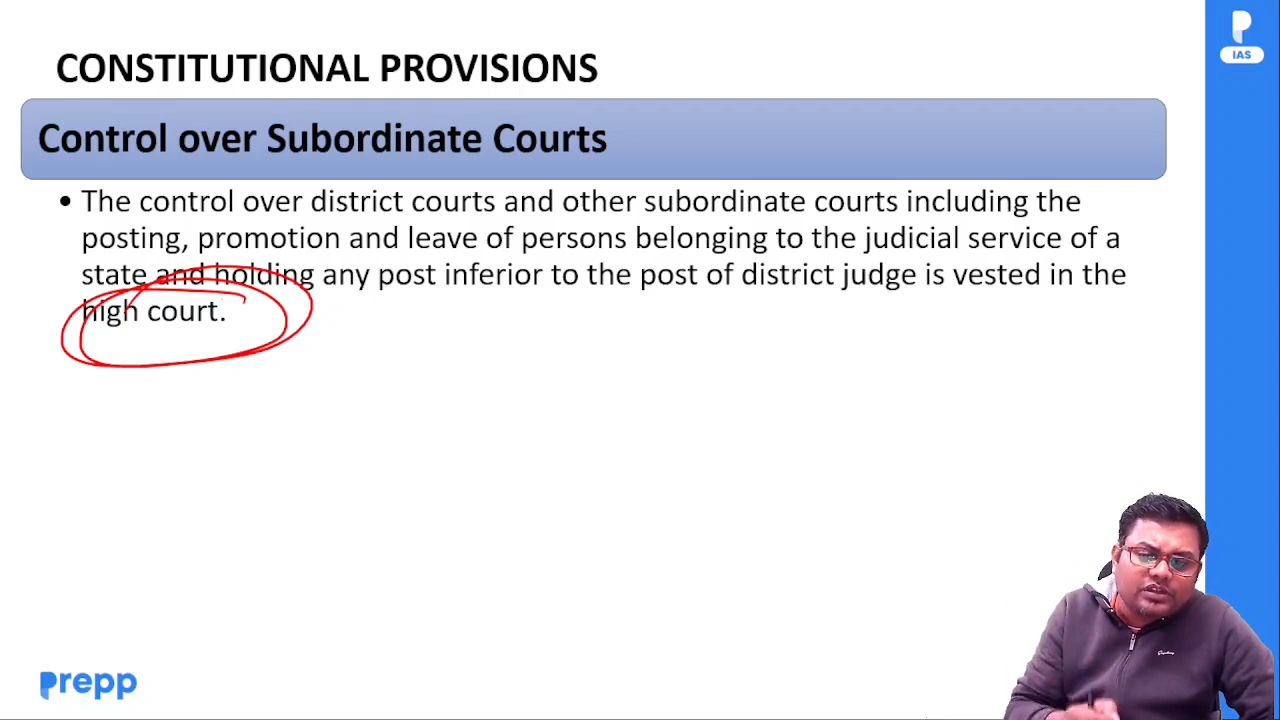 CONSTITUTIONAL PROVISIONS
Control over Subordinate Courts
• The control over district courts and other subordinate courts including the
posting, promotion and leave of persons belonging to the judicial service of a
state and holding any post inferior to the post of district judge is vested in the
high court.
IAS
Prepp